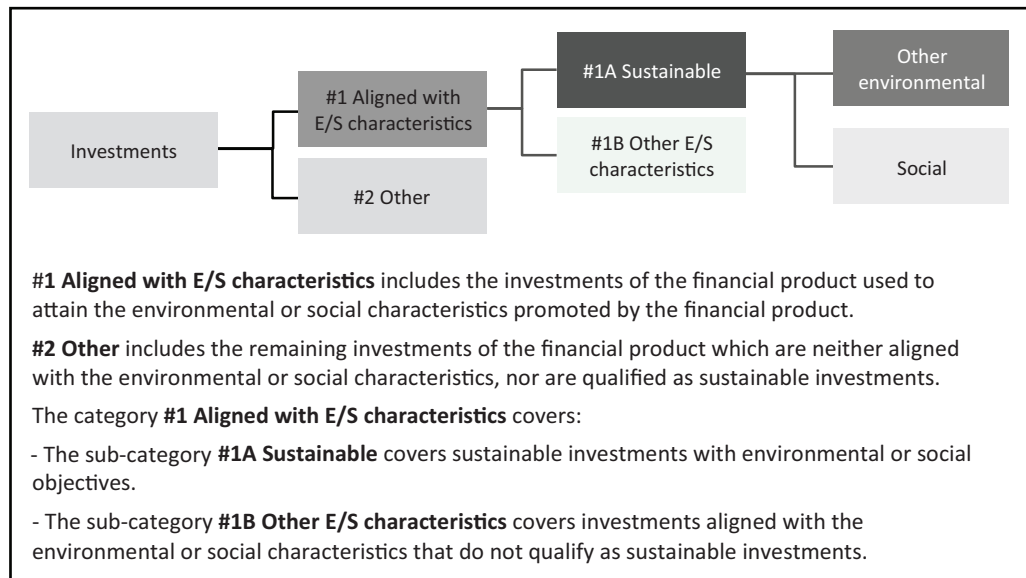 Investments
#1 Aligned with
E/S characteristics
#2 Other
#1A Sustainable
#1B Other E/S
characteristics
Other
environmental
Social
#1 Aligned with E/S characteristics includes the investments of the financial product used to
attain the environmental or social characteristics promoted by the financial product.
#2 Other includes the remaining investments of the financial product which are neither aligned
with the environmental or social characteristics, nor are qualified as sustainable investments.
The category #1 Aligned with E/S characteristics covers:
- The sub-category #1A Sustainable covers sustainable investments with environmental or social
objectives.
- The sub-category #1B Other E/S characteristics covers investments aligned with the
environmental or social characteristics that do not qualify as sustainable investments.